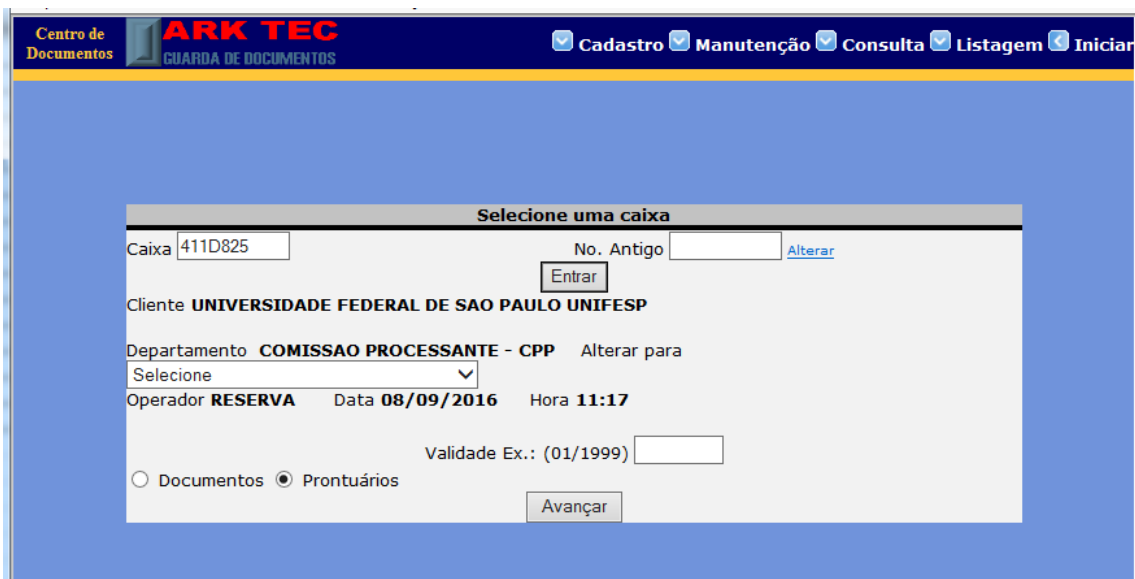 Centro de Documentos
ARK TEC
GUARDA DE DOCUMENTOS
Cadastro Manutenção Consulta Listagem Iniciar
Selecione uma caixa
Caixa 411D825 No. Antigo Alterar
Entrar
Cliente UNIVERSIDADE FEDERAL DE SAO PAULO UNIFESP
Departamento COMISSAO PROCESSANTE - CPP Alterar para
Selecione
Operador RESERVA Data 08/09/2016 Hora 11:17
Validade Ex.: (01/1999)
Documentos Prontuários
Avançar